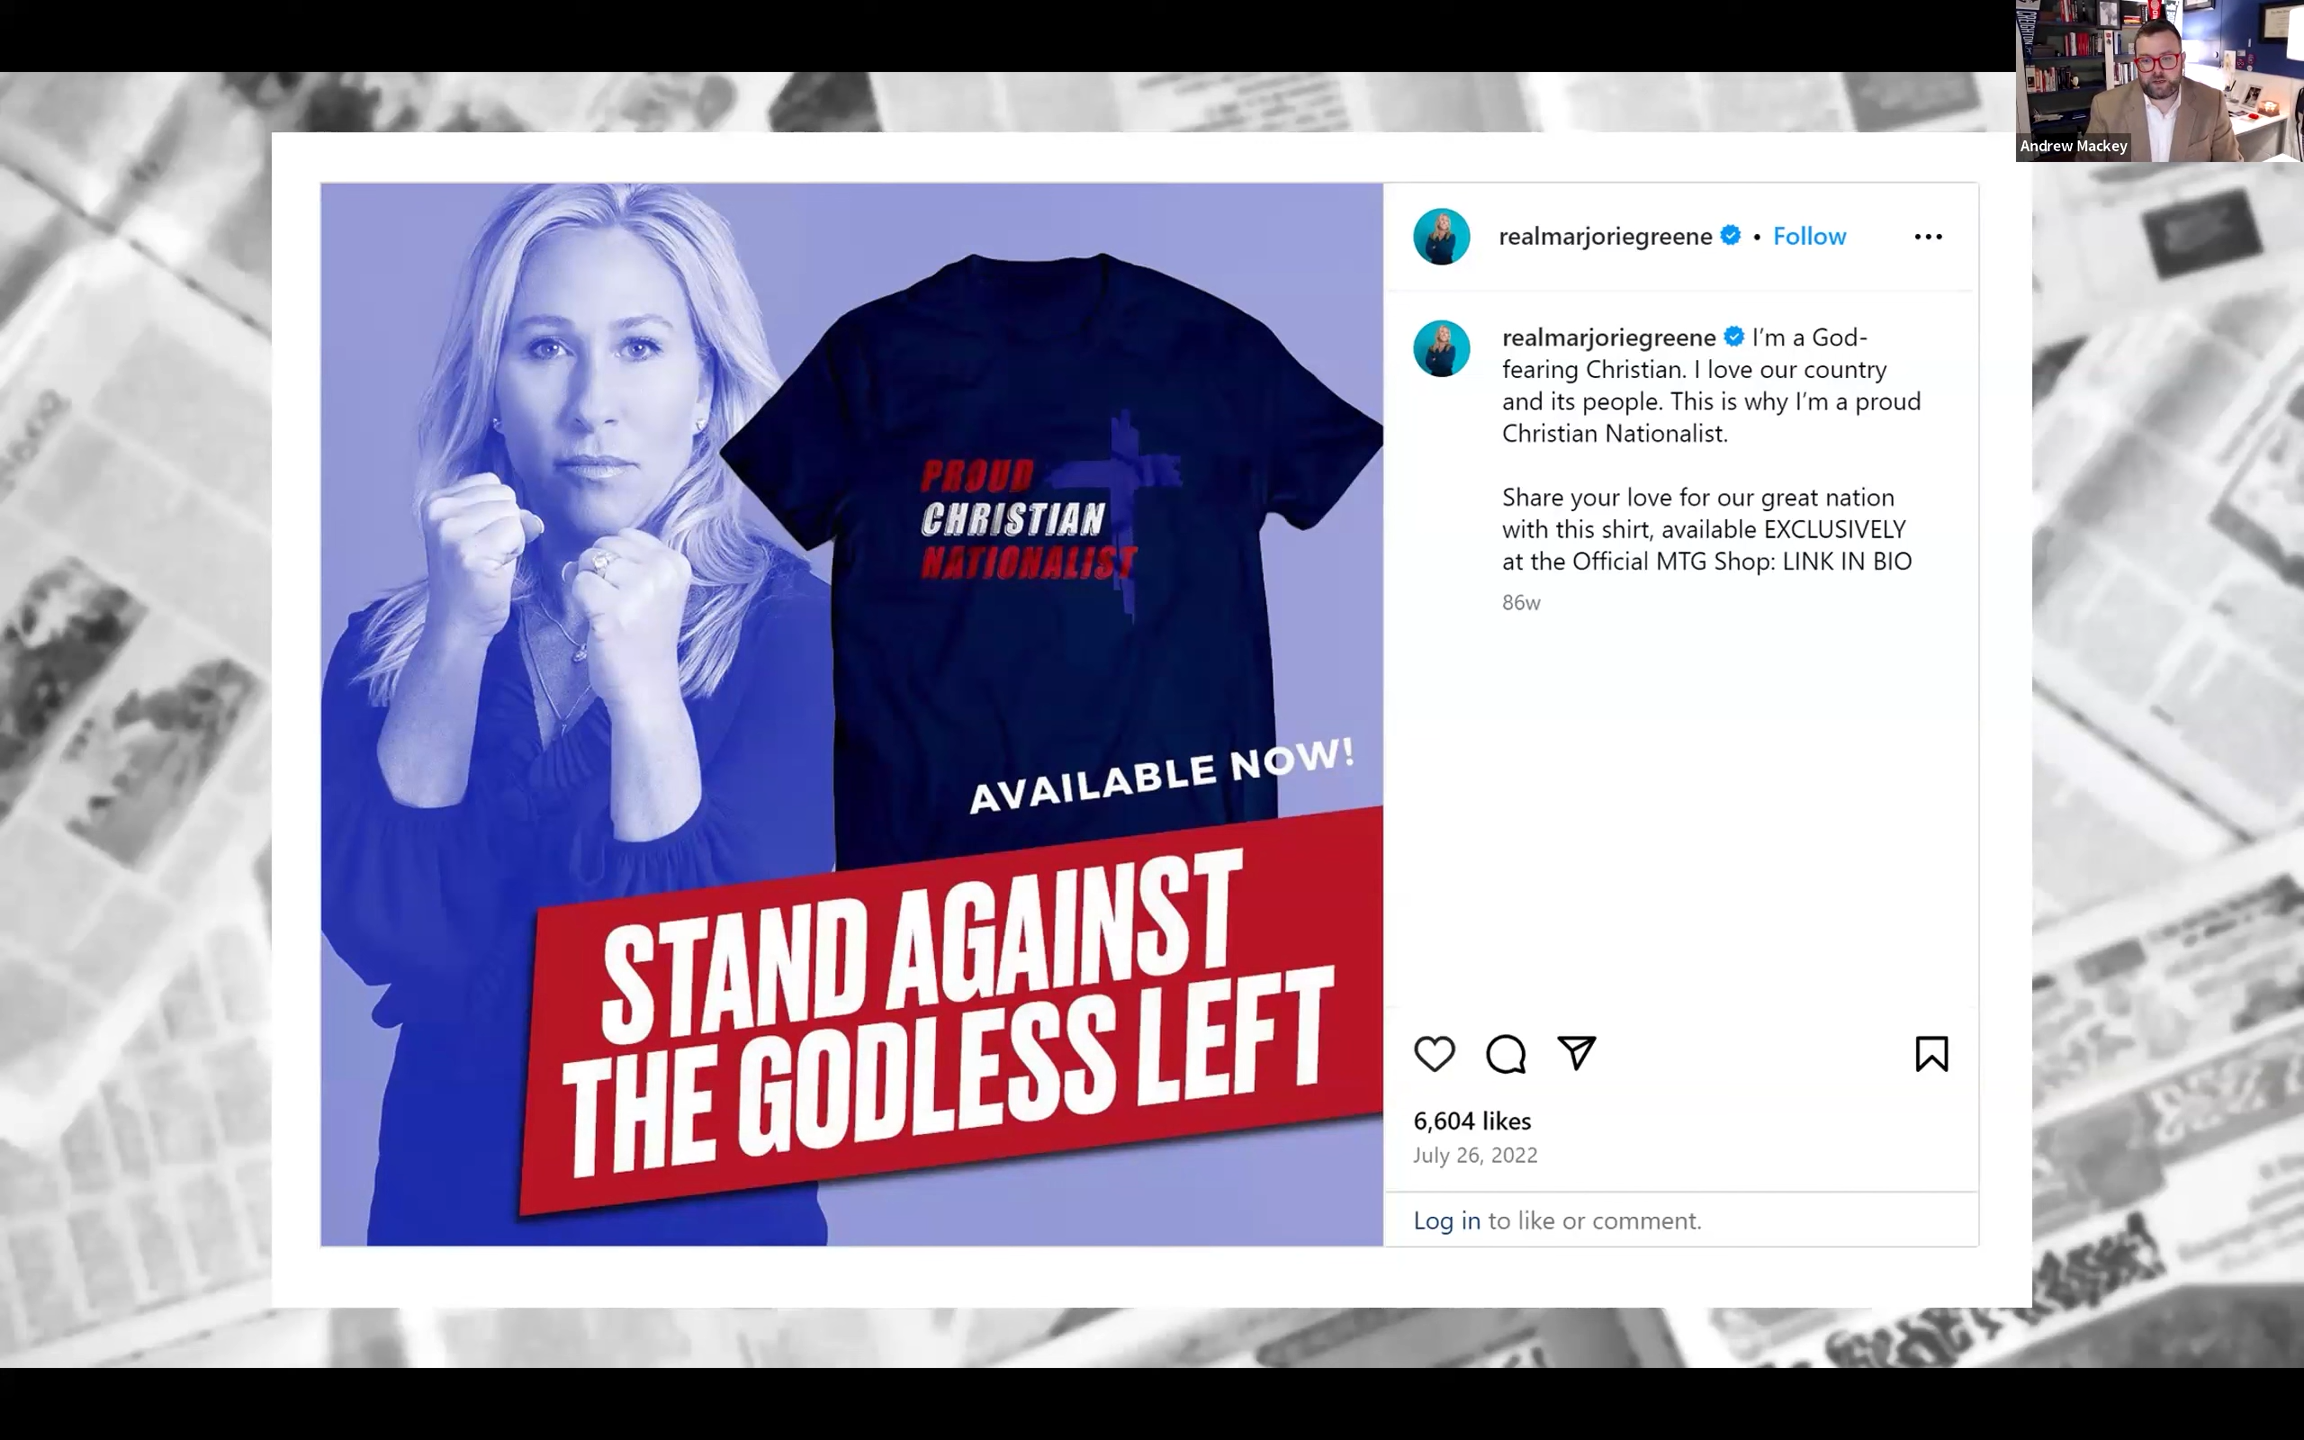 CREIGHTON
Andrew Mackey
realmarjoriegreene • Follow
realmarjoriegreene I’m a God-
fearing Christian. I love our country
and its people. This is why I’m a proud
Christian Nationalist.
Share your love for our great nation
with this shirt, available EXCLUSIVELY
at the Official MTG Shop: LINK IN BIO
86w
PROUD
CHRISTIAN
NATIONALIST
AVAILABLE NOW!
STAND AGAINST
THE GODLESS LEFT
6,604 likes
July 26, 2022
Log in to like or comment.